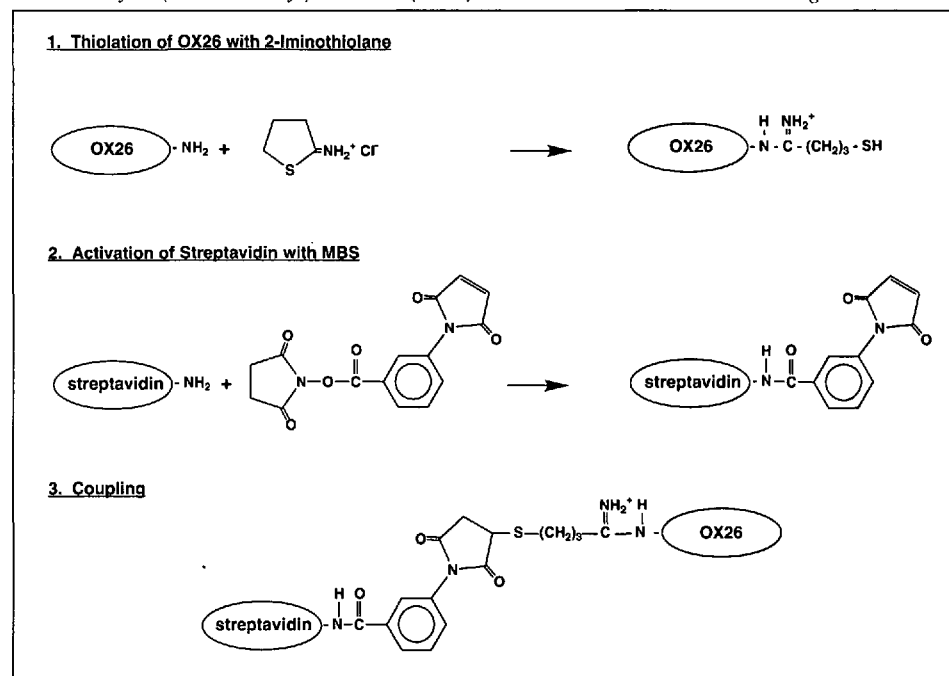 1. Thiolation of OX26 with 2-Iminothiolane
H NH2+
OX26 -NH2 + S =NH2+ Cl- OX26 -N-C-(CH2)3-SH
2. Activation of Streptavidin with MBS
O N O
O O H O
streptavidin -NH2 + N-O-C streptavidin -N-C O N O
O
3. Coupling
NH2+ H
O S-(CH2)3-C-N- OX26
N O
H O
streptavidin -N-C